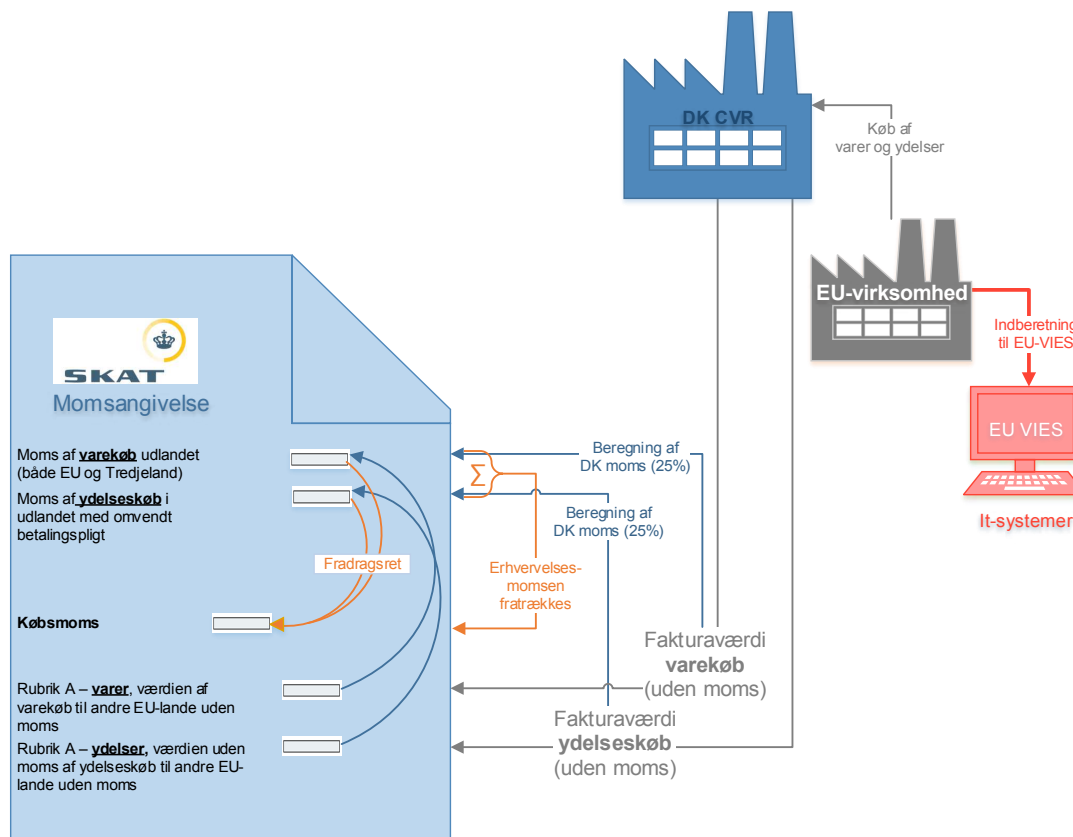 DK CVR
Køb af
varer og ydelser
EU-virksomhed
Indberetning
til EU-VIES
EU VIES
It-systemer
SKAT
Momsangivelse
Moms af varekøb udlandet
(både EU og Tredjeland)
Moms af ydelseskøb i
udlandet med omvendt
betalingspligt
Σ
Beregning af
DK moms (25%)
Beregning af
DK moms (25%)
Fradragsret
Erhvervelses-
momsen
fratrækkes
Købsmoms
Fakturaværdi
varekøb
(uden moms)
Rubrik A – varer, værdien af
varekøb til andre EU-lande uden
moms
Fakturaværdi
ydelseskøb
(uden moms)
Rubrik A – ydelser, værdien uden
moms af ydelseskøb til andre EU-
lande uden moms